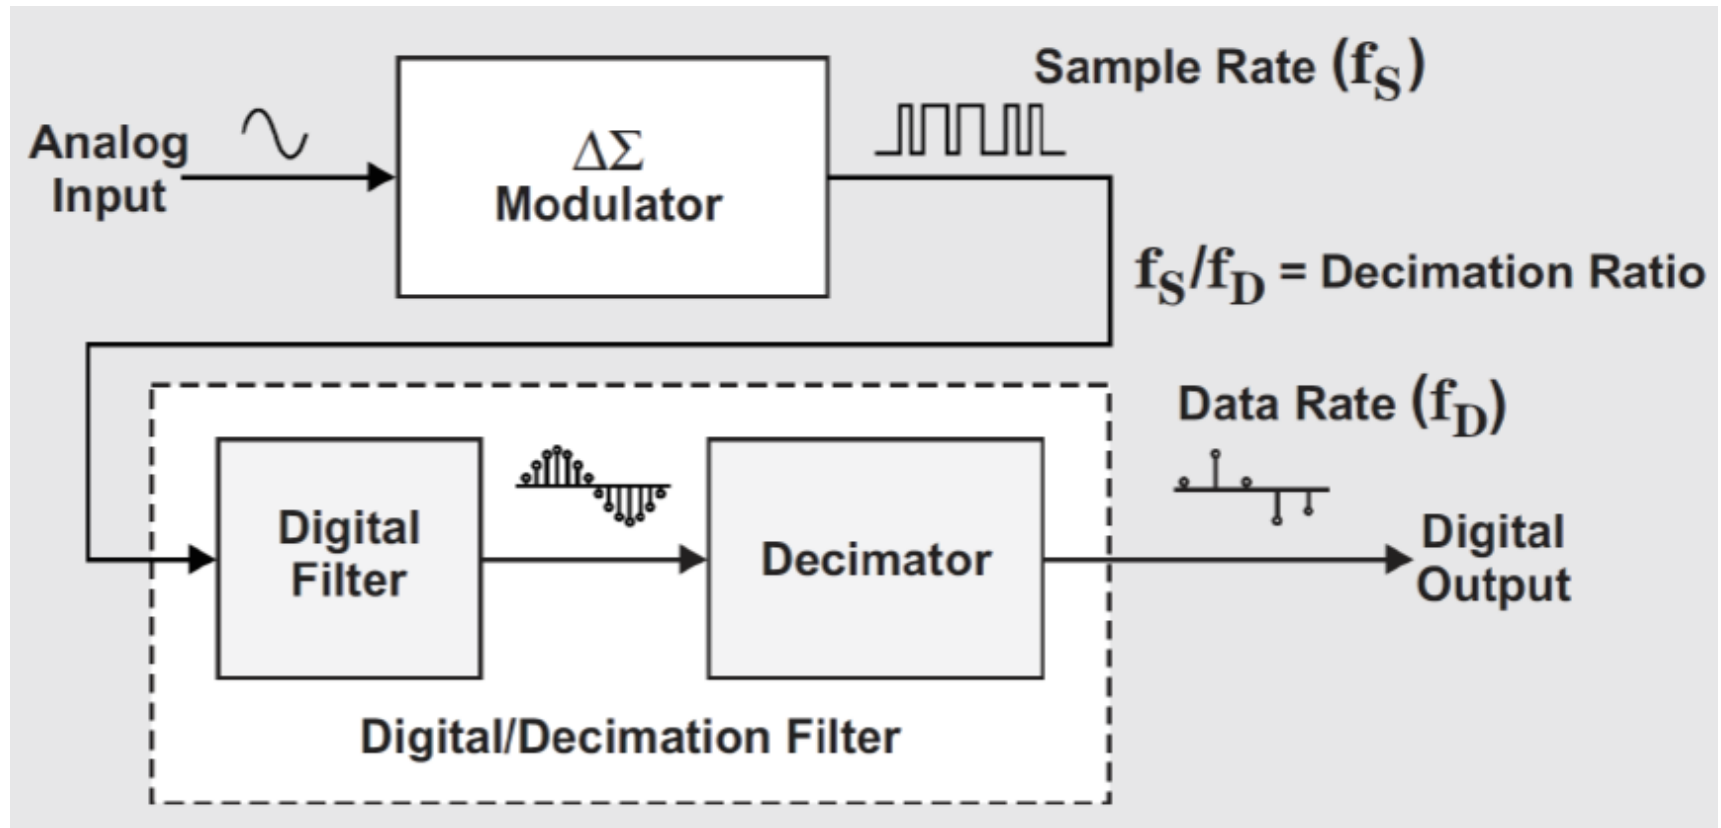 Sample Rate (fS)
Analog
Input
ΔΣ
Modulator
fS/fD = Decimation Ratio
Data Rate (fD)
Digital
Filter
Decimator
Digital
Output
Digital/Decimation Filter